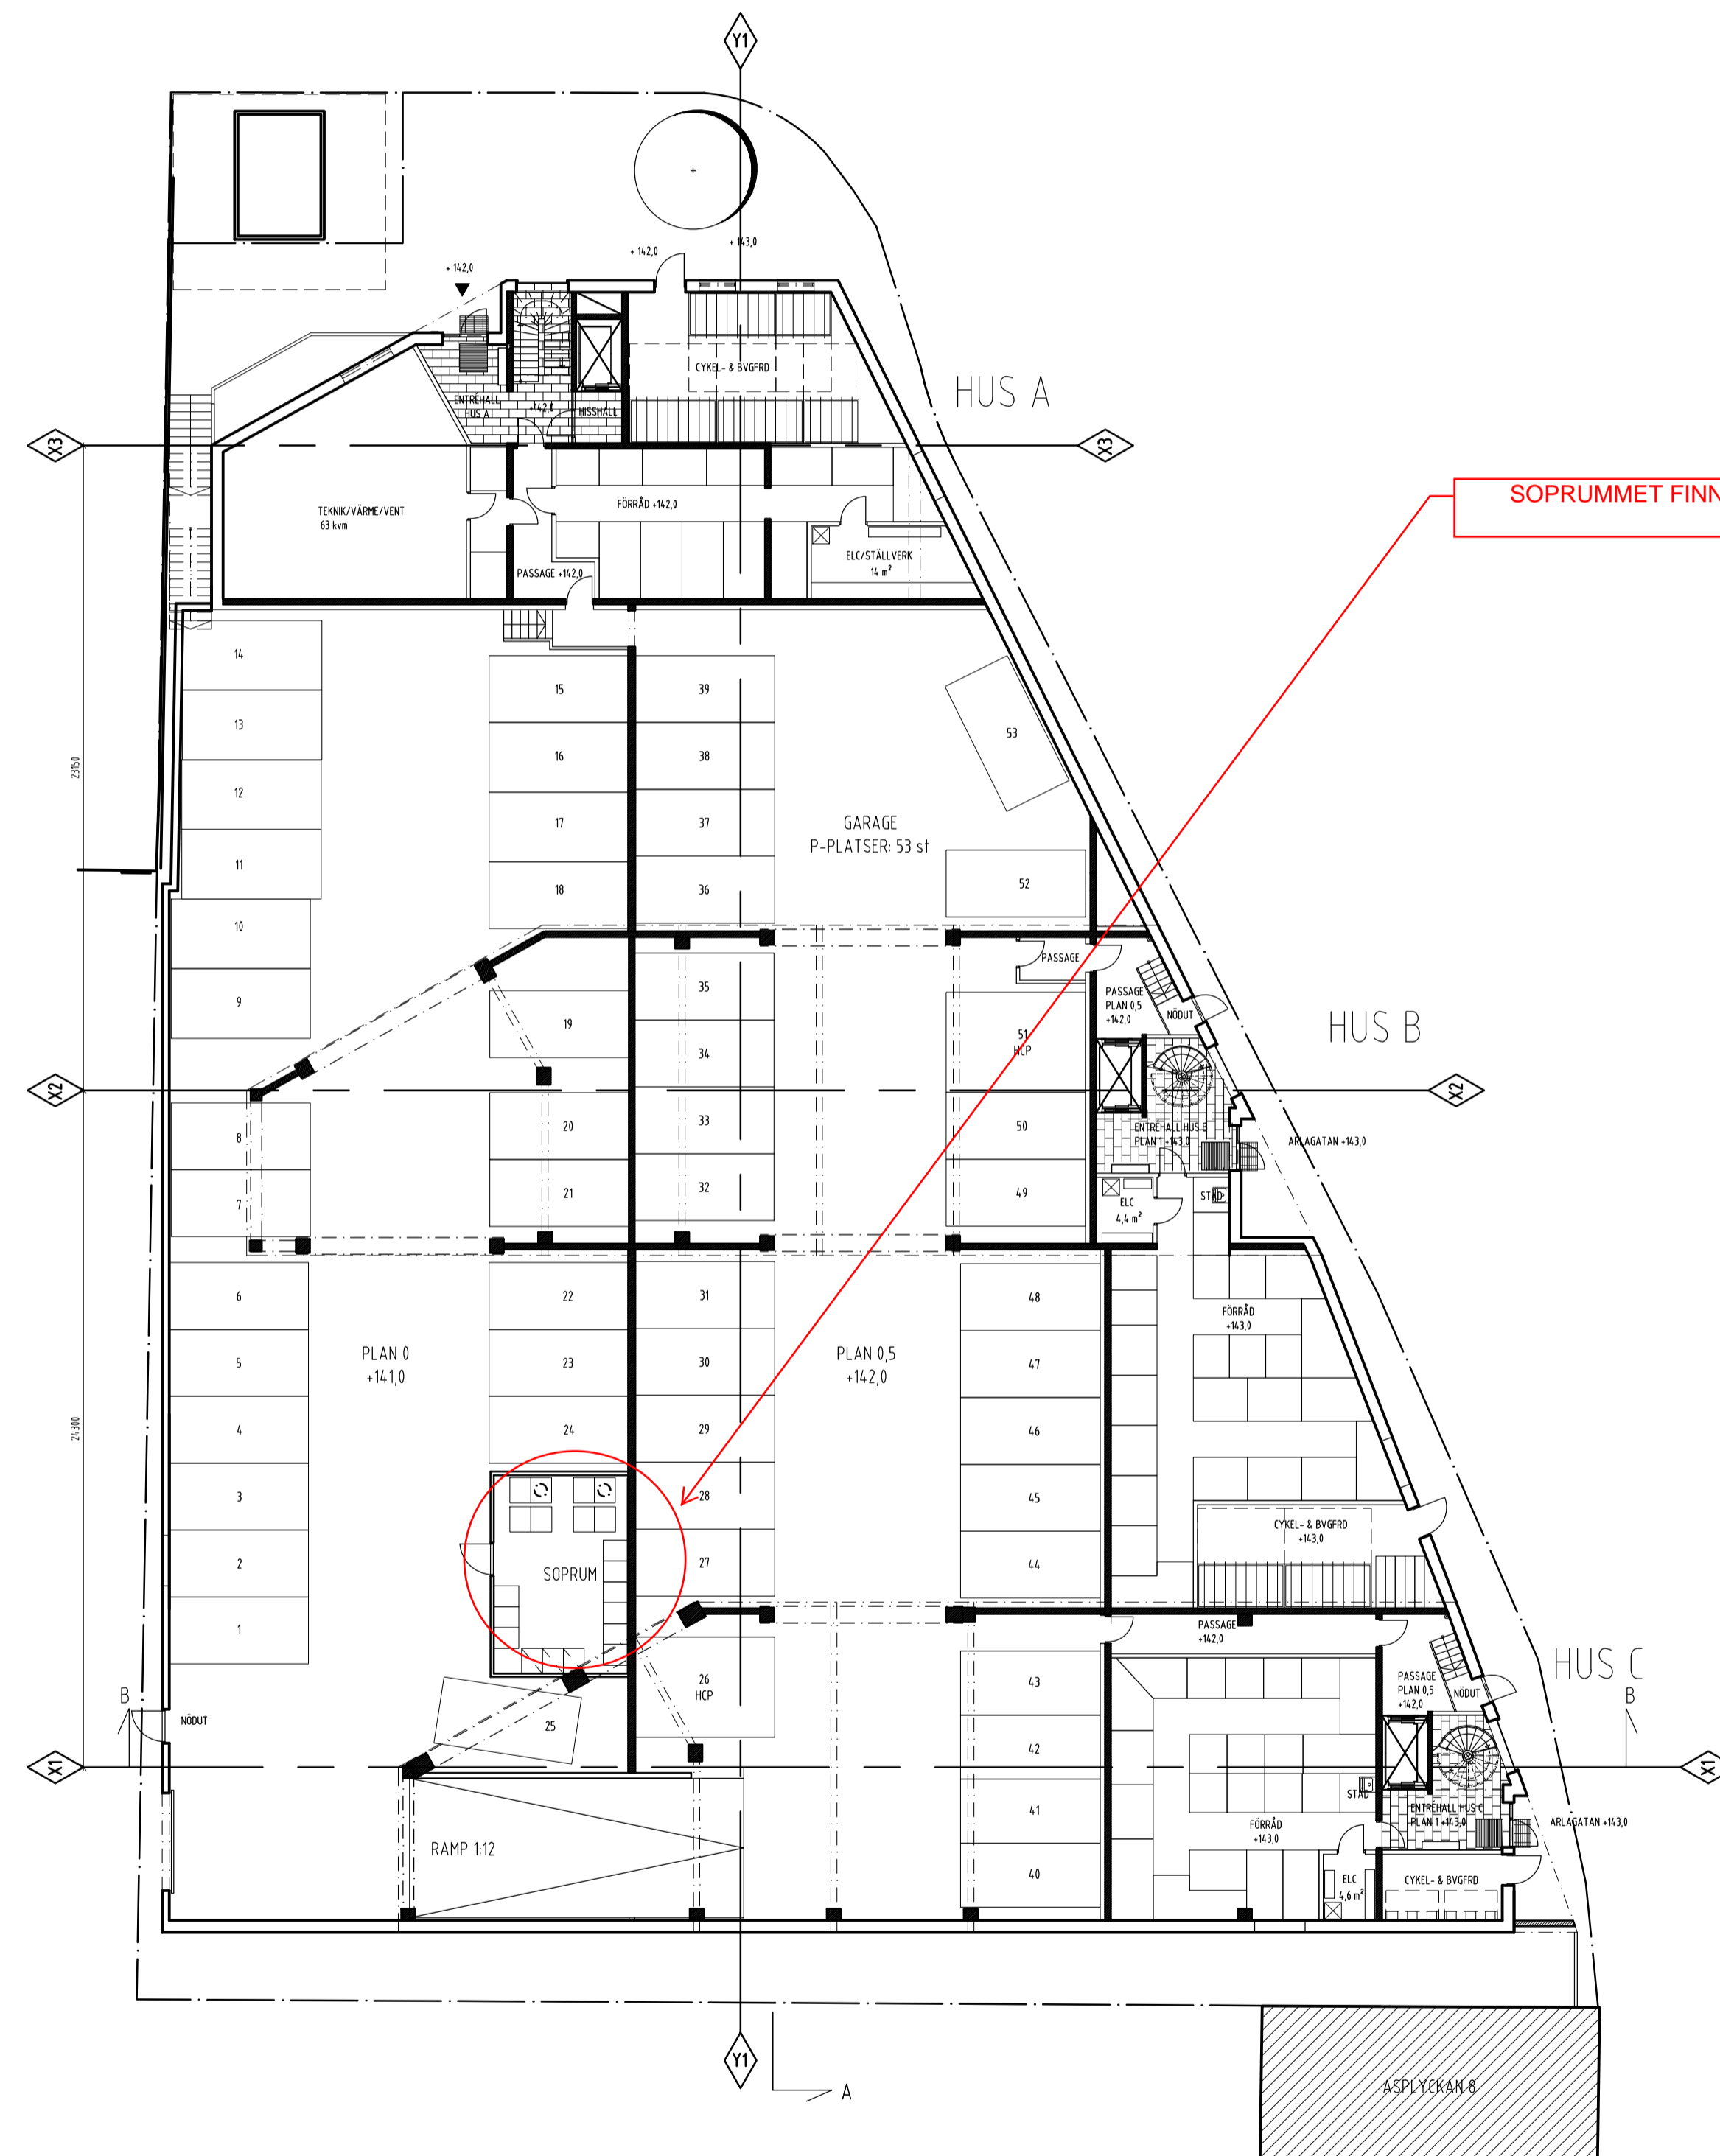 Y1
+ 142,0
+ 143,0
+ 142,0
CYKEL- & BVGFRD
HUS A
ENTRÉHALL
HUS A
+142,0
HISSHALL
X3
X3
SOPRUMMET FINN
TEKNIK/VÄRME/VENT
63 kvm
FÖRRÅD +142,0
ELC/STÄLLVERK
14 m²
PASSAGE +142,0
14
13
12
11
10
9
8
7
6
5
4
3
2
1
15
16
17
18
19
20
21
22
23
24
25
39
38
37
36
35
34
33
32
31
30
29
28
27
26
HCP
23150
24300
53
GARAGE
P-PLATSER: 53 st
52
51
HCP
50
49
48
47
46
45
44
43
42
41
40
PASSAGE
PASSAGE
PLAN 0,5
+142,0
NÖDUT
HUS B
X2
X2
ENTRÉHALL HUS B
PLAN 1 +143,0
ARLAGATAN +143,0
ELC
4,4 m²
STÄD
FÖRRÅD
+143,0
PLAN 0
+141,0
PLAN 0,5
+142,0
SOPRUM
CYKEL- & BVGFRD
+143,0
PASSAGE
+142,0
HUS C
PASSAGE
PLAN 0,5
+142,0
NÖDUT
B
B
NÖDUT
X1
X1
STÄD
ENTRÉHALL HUS C
PLAN 1 +143,0
ARLAGATAN +143,0
FÖRRÅD
+143,0
RAMP 1:12
ELC
4,6 m²
CYKEL- & BVGFRD
Y1
A
ASPLYCKAN 8